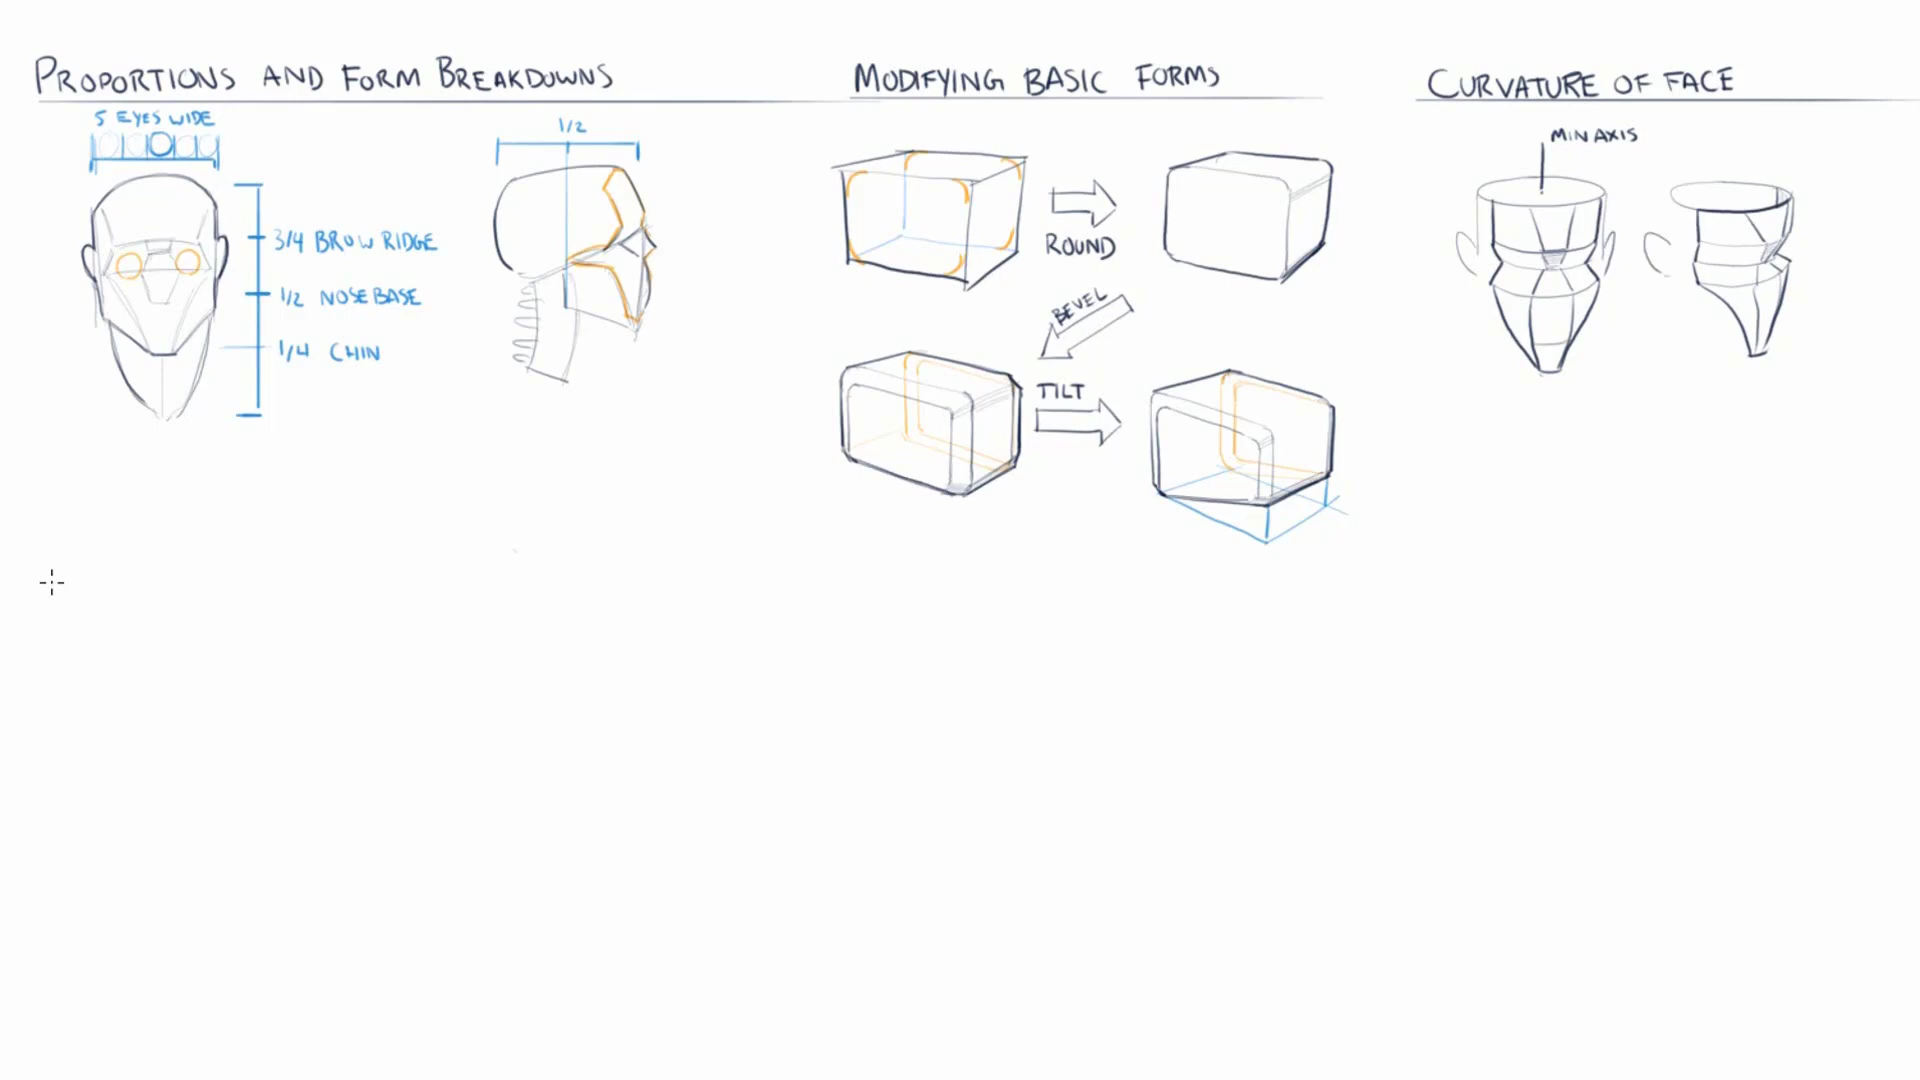 PROPORTIONS AND FORM BREAKDOWNS
5 EYES WIDE
3/4 BROW RIDGE
1/2 NOSE BASE
1/4 CHIN
1/2
MODIFYING BASIC FORMS
ROUND
BEVEL
TILT
CURVATURE OF FACE
MIN AXIS